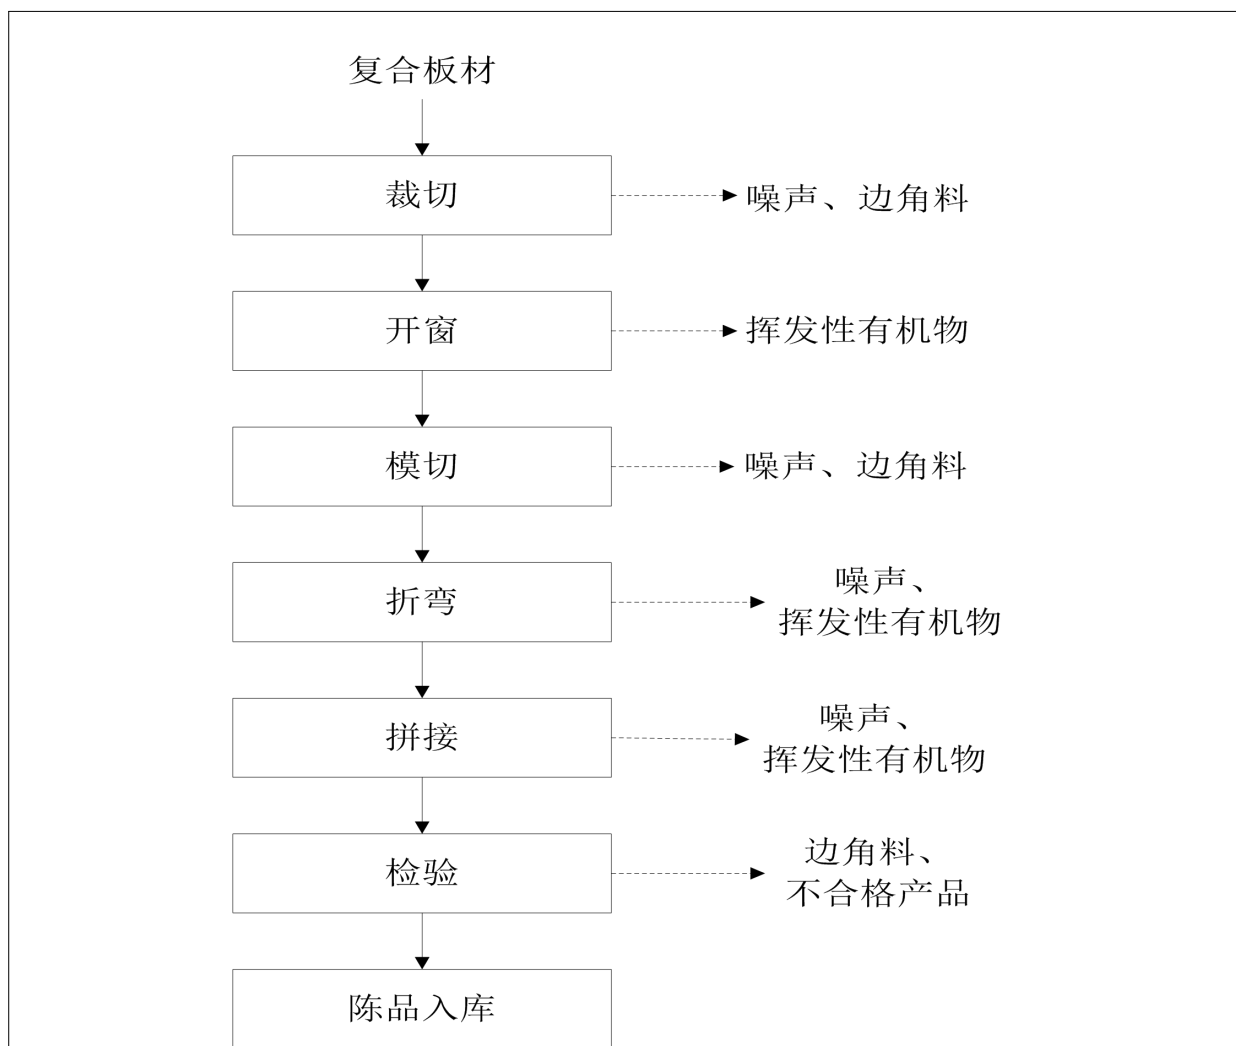 复合板材
裁切
噪声、边角料
开窗
挥发性有机物
模切
噪声、边角料
折弯
噪声、
挥发性有机物
拼接
噪声、
挥发性有机物
检验
边角料、
不合格产品
陈品入库